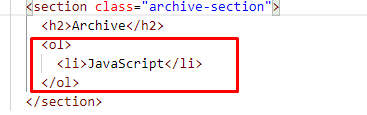 <section class="archive-section">
<h2>Archive</h2>
<ol>
<li>JavaScript</li>
</ol>
</section>